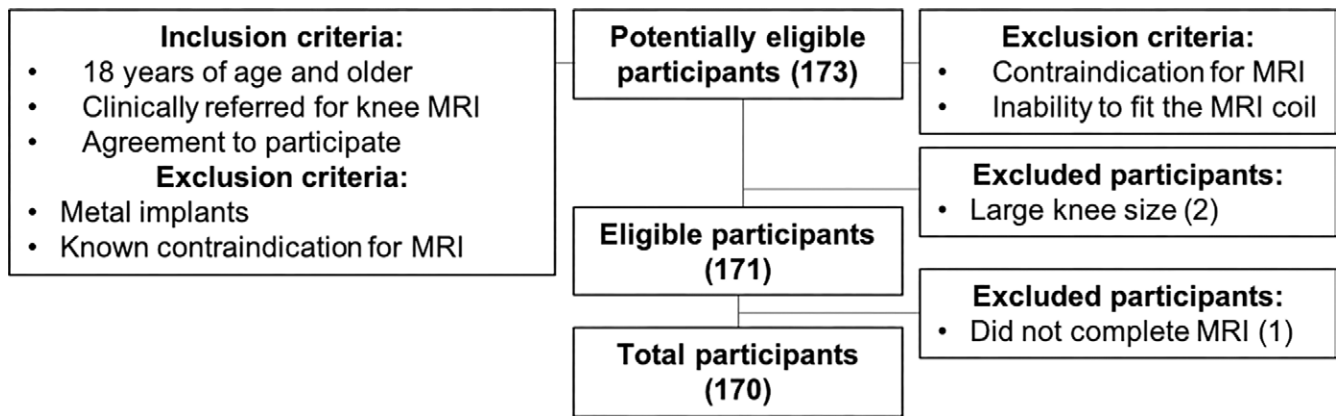 Inclusion criteria:
• 18 years of age and older
• Clinically referred for knee MRI
• Agreement to participate
Exclusion criteria:
• Metal implants
• Known contraindication for MRI
Potentially eligible
participants (173)
Exclusion criteria:
• Contraindication for MRI
• Inability to fit the MRI coil
Excluded participants:
• Large knee size (2)
Eligible participants
(171)
Excluded participants:
• Did not complete MRI (1)
Total participants
(170)